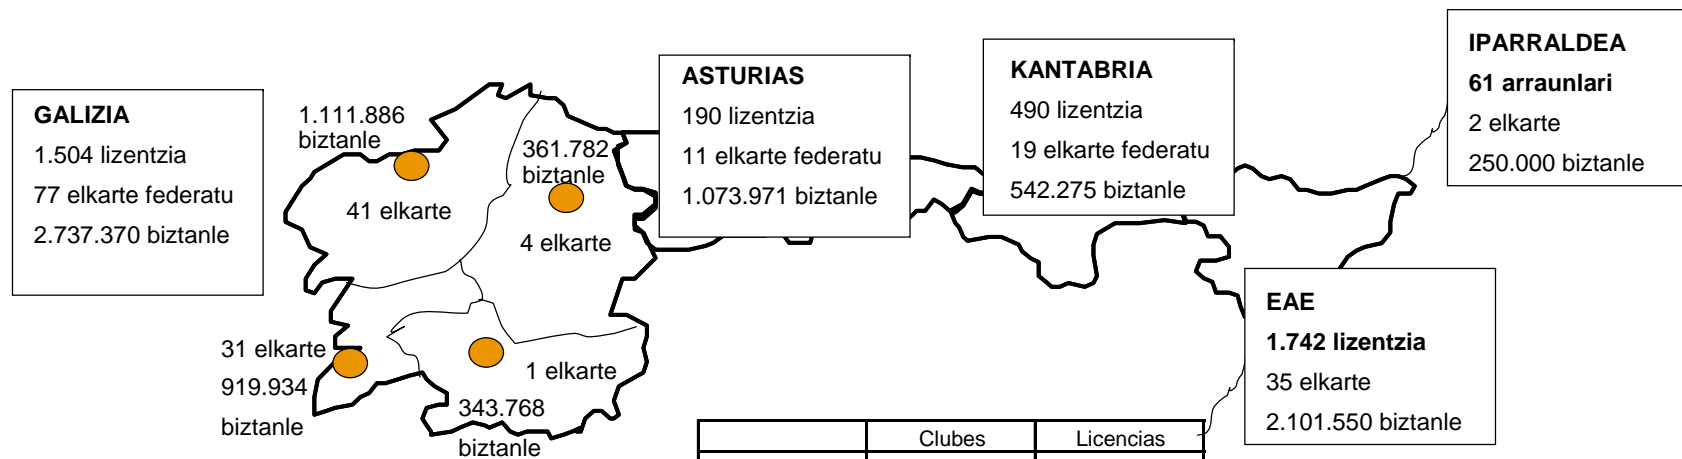 GALIZIA
1.504 lizentzia
77 elkarte federatu
2.737.370 biztanle
1.111.886
biztanle
41 elkarte
361.782
biztanle
4 elkarte
31 elkarte
919.934
biztanle
1 elkarte
343.768
biztanle
ASTURIAS
190 lizentzia
11 elkarte federatu
1.073.971 biztanle
KANTABRIA
490 lizentzia
19 elkarte federatu
542.275 biztanle
IPARRALDEA
61 arraunlari
2 elkarte
250.000 biztanle
EAE
1.742 lizentzia
35 elkarte
2.101.550 biztanle
Clubes Licencias